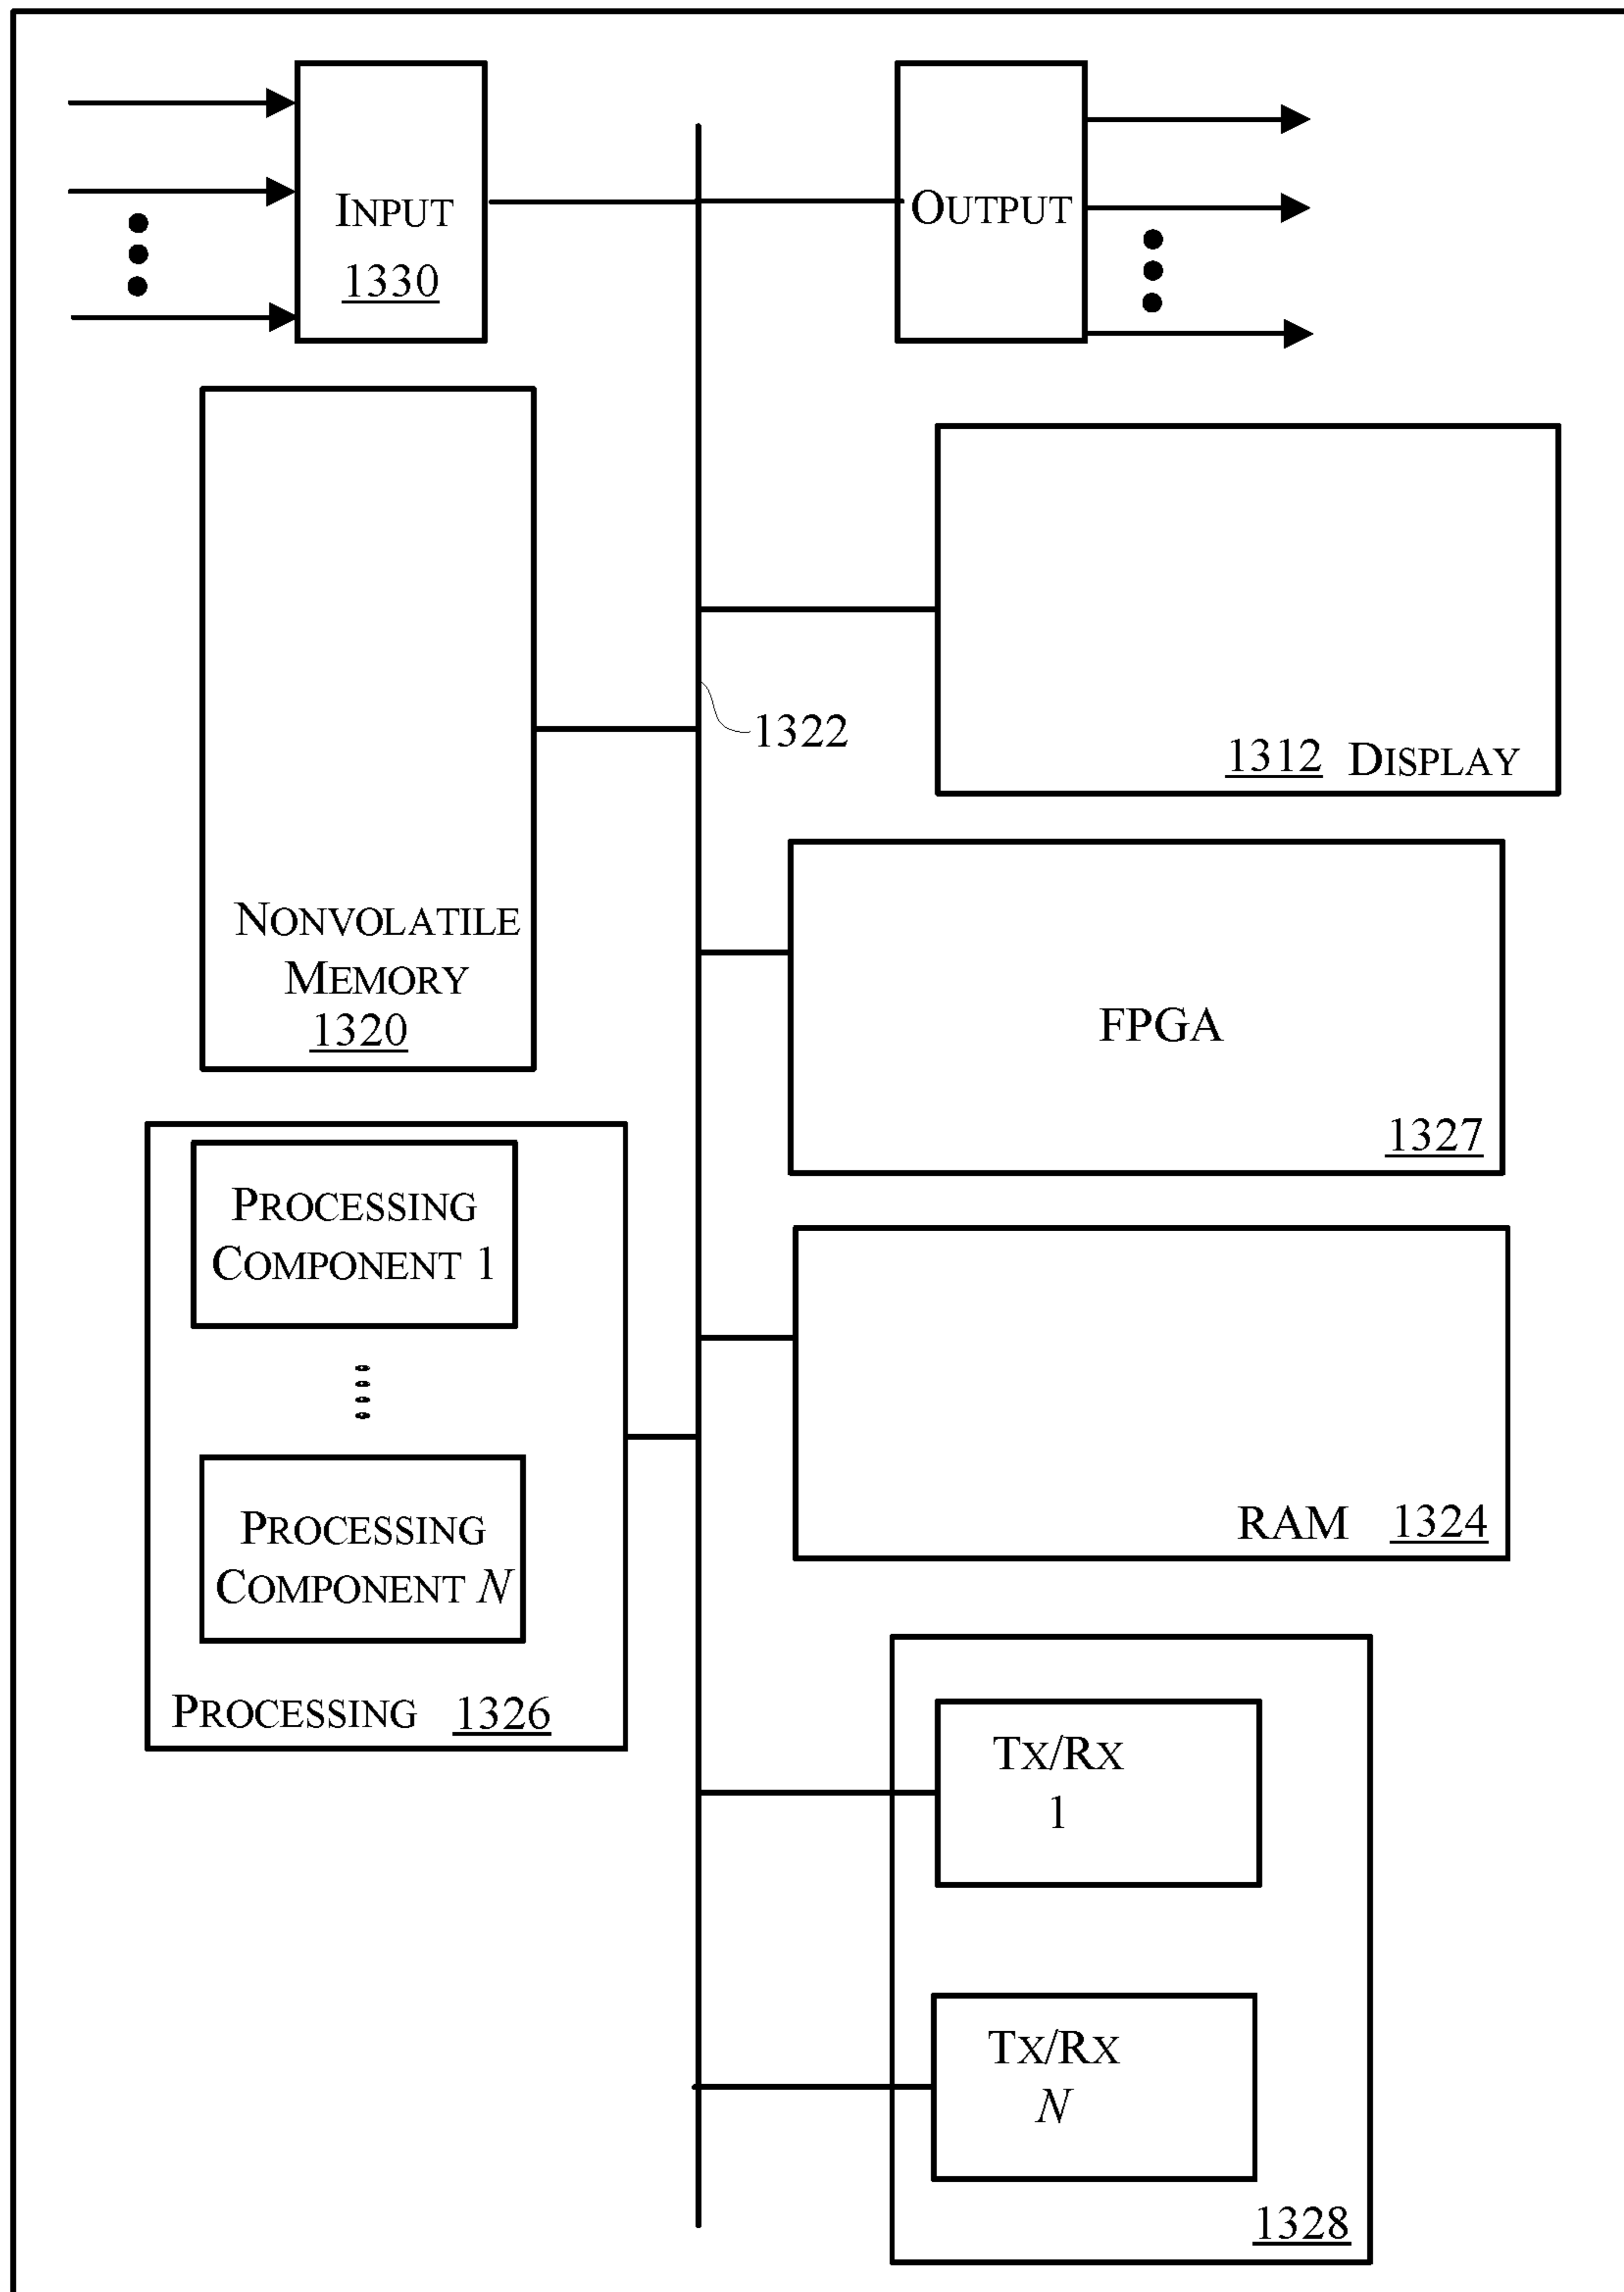 INPUT
1330
OUTPUT
1322
1312 DISPLAY
NONVOLATILE
MEMORY
1320
FPGA
1327
PROCESSING
COMPONENT 1
PROCESSING
COMPONENT N
PROCESSING 1326
RAM 1324
TX/RX
1
TX/RX
N
1328